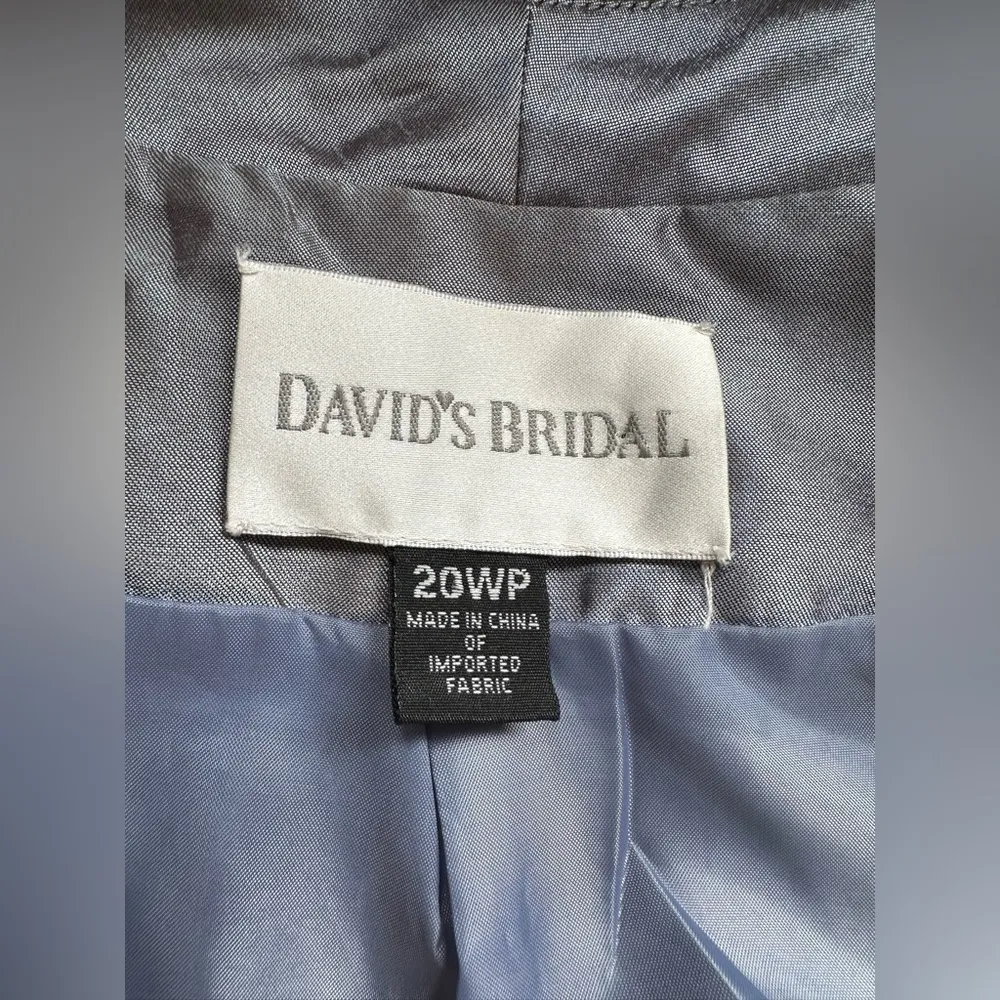 DAVID'S BRIDAL
20WP
MADE IN CHINA
OF
IMPORTED
FABRIC